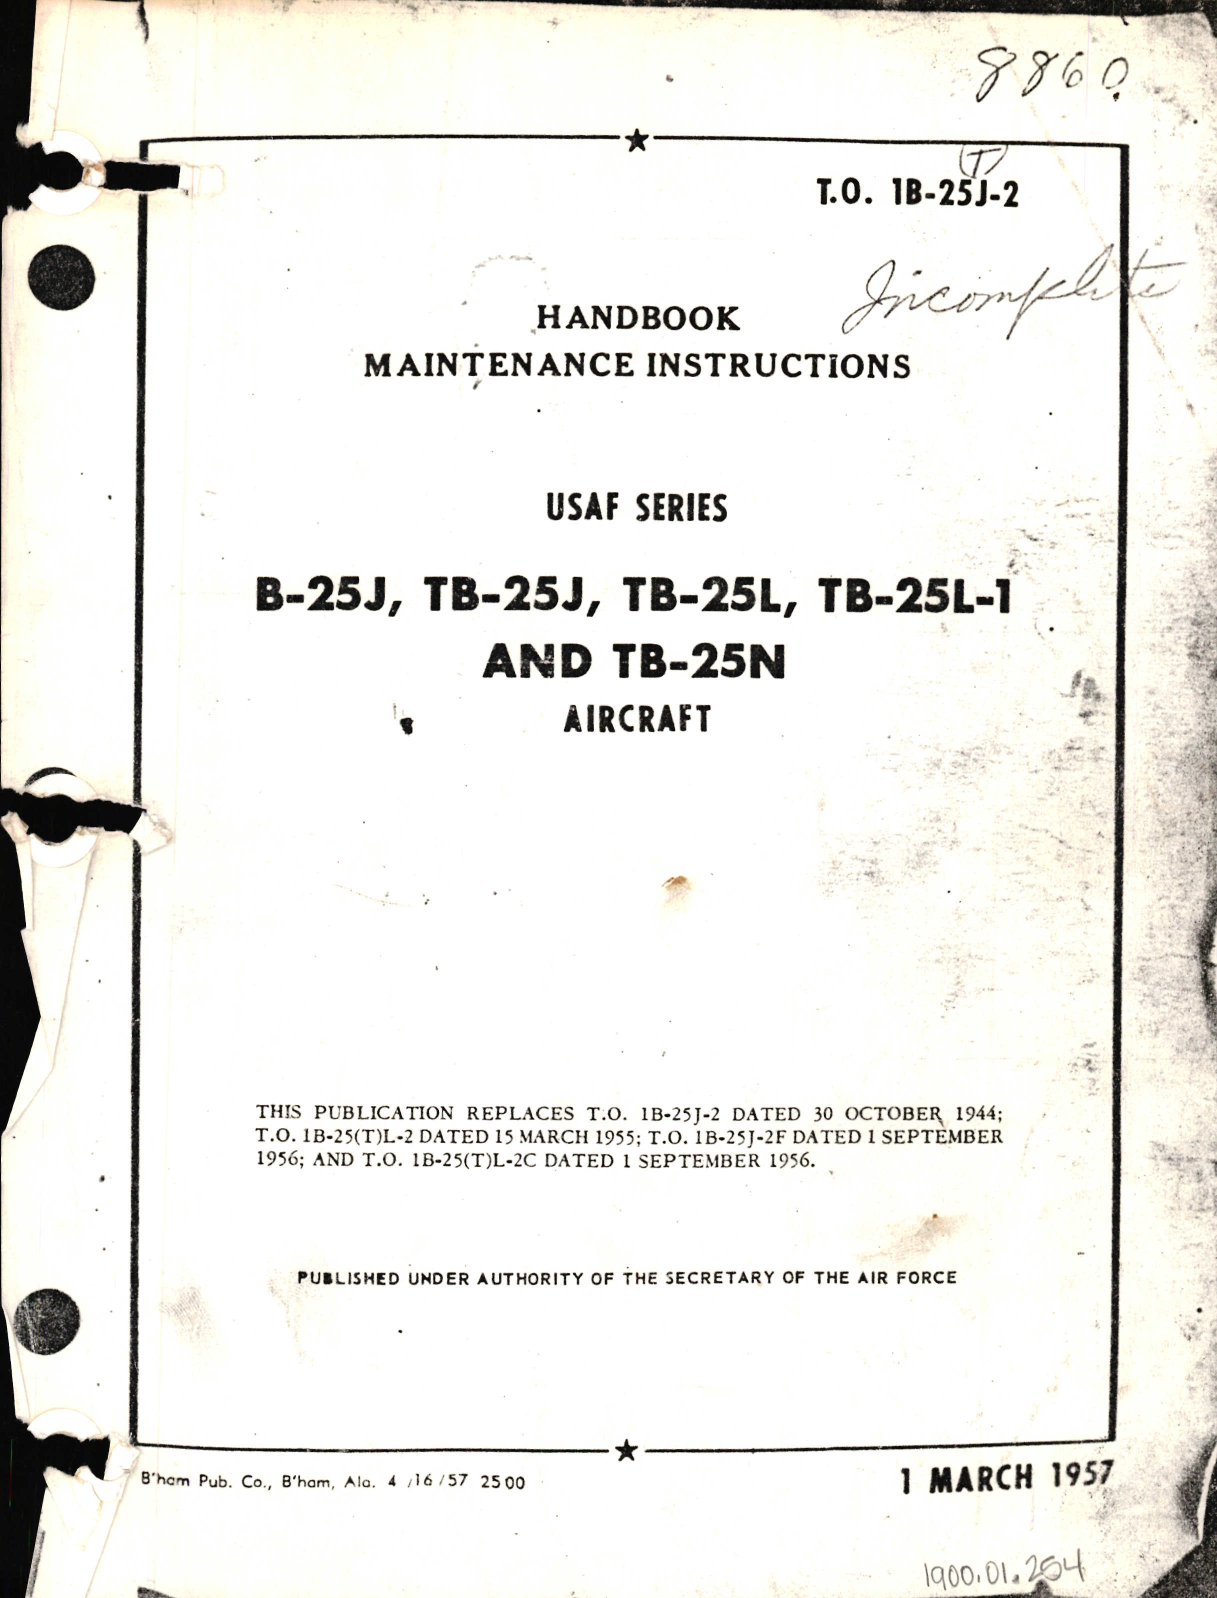 8860
(T)
T.O. 1B-25J-2
Incomplete
HANDBOOK
MAINTENANCE INSTRUCTIONS
USAF SERIES
B-25J, TB-25J, TB-25L, TB-25L-1
AND TB-25N
AIRCRAFT
THIS PUBLICATION REPLACES T.O. 1B-25J-2 DATED 30 OCTOBER 1944;
T.O. 1B-25(T)L-2 DATED 15 MARCH 1955; T.O. 1B-25J-2F DATED 1 SEPTEMBER
1956; AND T.O. 1B-25(T)L-2C DATED 1 SEPTEMBER 1956.
PUBLISHED UNDER AUTHORITY OF THE SECRETARY OF THE AIR FORCE
B'ham Pub. Co., B'ham, Ala. 4/16/57 2500
1 MARCH 1957
1900.01.254